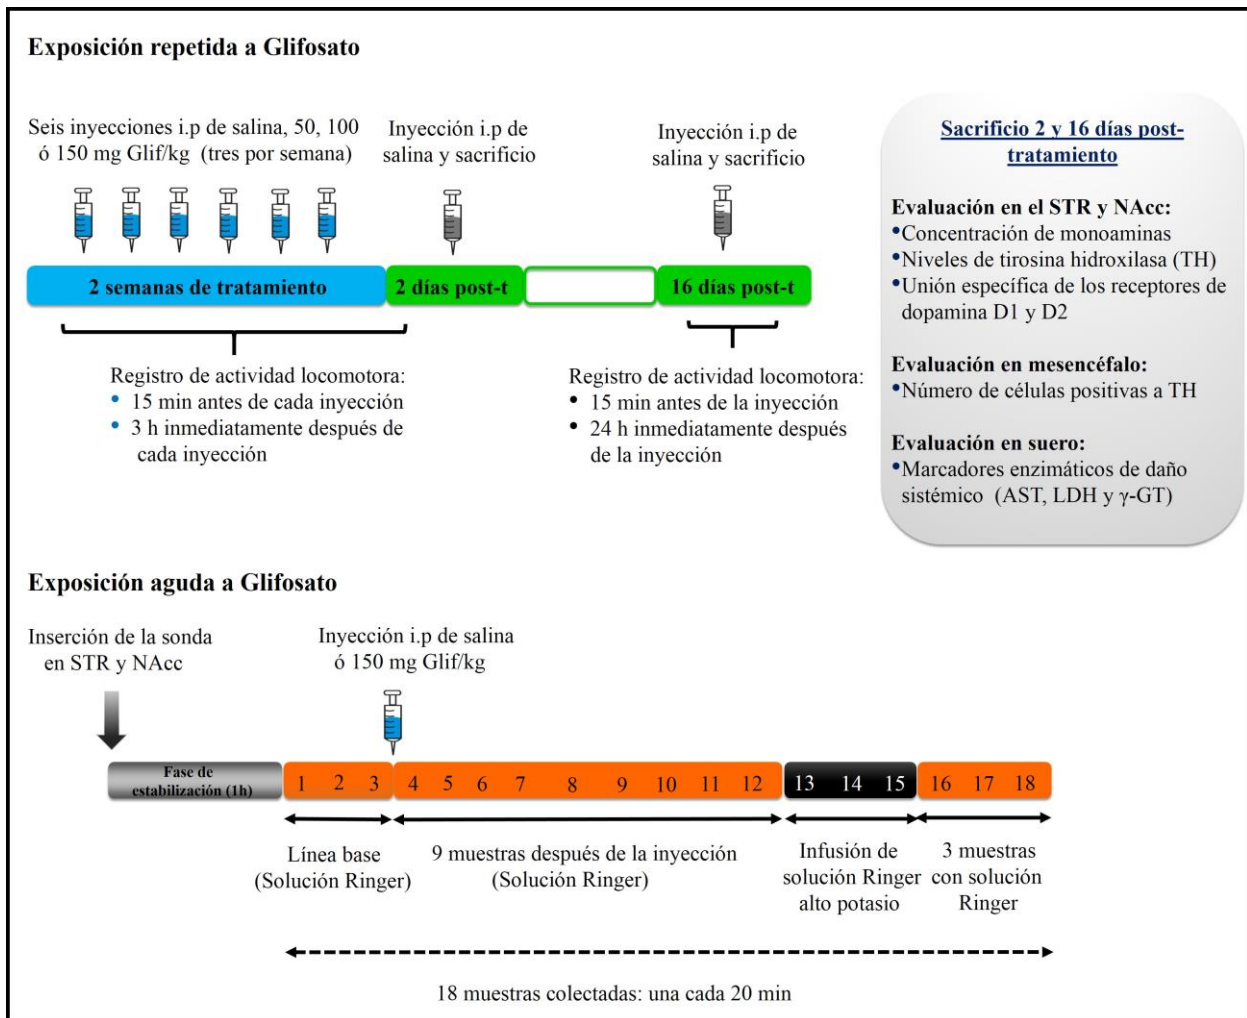 Exposición repetida a Glifosato
Seis inyecciones i.p de salina, 50, 100
ó 150 mg Glif/kg (tres por semana)
Inyección i.p de
salina y sacrificio
Inyección i.p de
salina y sacrificio
2 semanas de tratamiento
2 días post-t
16 días post-t
Registro de actividad locomotora:
• 15 min antes de cada inyección
• 3 h inmediatamente después de
cada inyección
Registro de actividad locomotora:
• 15 min antes de la inyección
• 24 h inmediatamente después
de la inyección
Sacrificio 2 y 16 días post-
tratamiento
Evaluación en el STR y NAcc:
•Concentración de monoaminas
•Niveles de tirosina hidroxilasa (TH)
•Unión específica de los receptores de
dopamina D1 y D2
Evaluación en mesencéfalo:
•Número de células positivas a TH
Evaluación en suero:
•Marcadores enzimáticos de daño
sistémico (AST, LDH y γ-GT)
Exposición aguda a Glifosato
Inserción de la sonda
en STR y NAcc
Inyección i.p de salina
ó 150 mg Glif/kg
Fase de
estabilización (1h)
1 2 3 4 5 6 7 8 9 10 11 12 13 14 15 16 17 18
Línea base
(Solución Ringer)
9 muestras después de la inyección
(Solución Ringer)
Infusión de
solución Ringer
alto potasio
3 muestras
con solución
Ringer
18 muestras colectadas: una cada 20 min